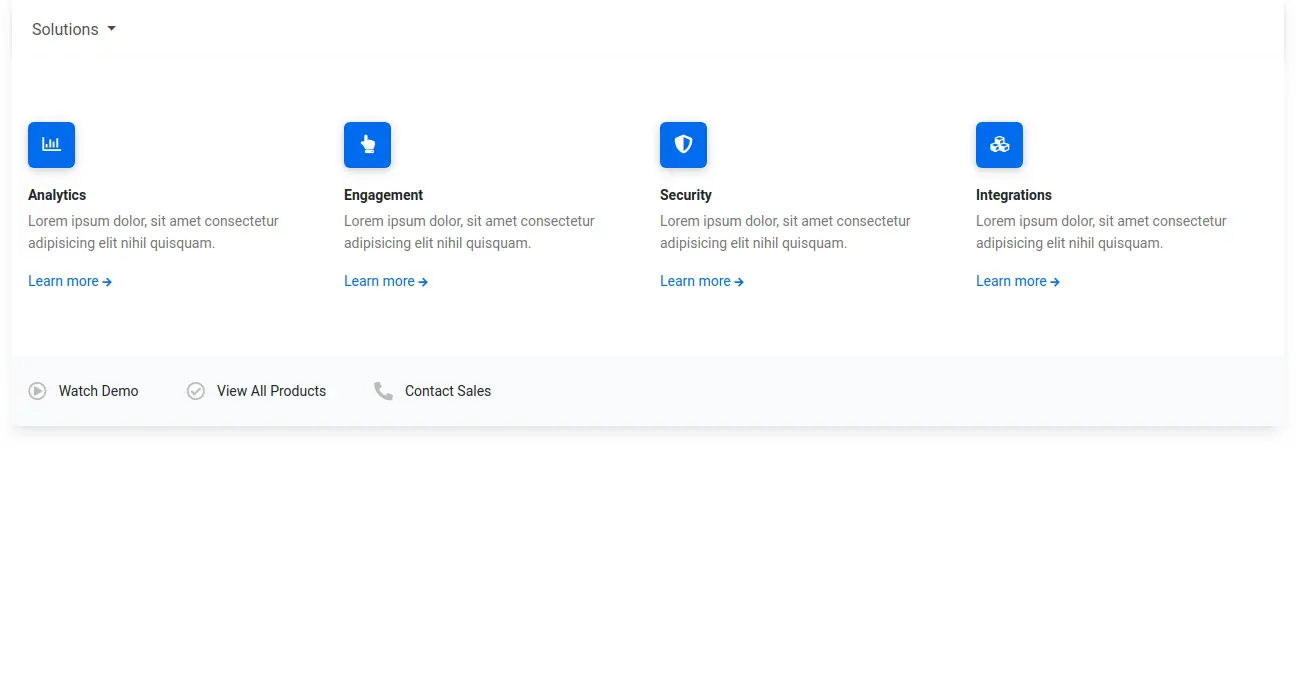 Solutions
Analytics
Lorem ipsum dolor, sit amet consectetur
adipisicing elit nihil quisquam.
Learn more
Engagement
Lorem ipsum dolor, sit amet consectetur
adipisicing elit nihil quisquam.
Learn more
Security
Lorem ipsum dolor, sit amet consectetur
adipisicing elit nihil quisquam.
Learn more
Integrations
Lorem ipsum dolor, sit amet consectetur
adipisicing elit nihil quisquam.
Learn more
Watch Demo
View All Products
Contact Sales